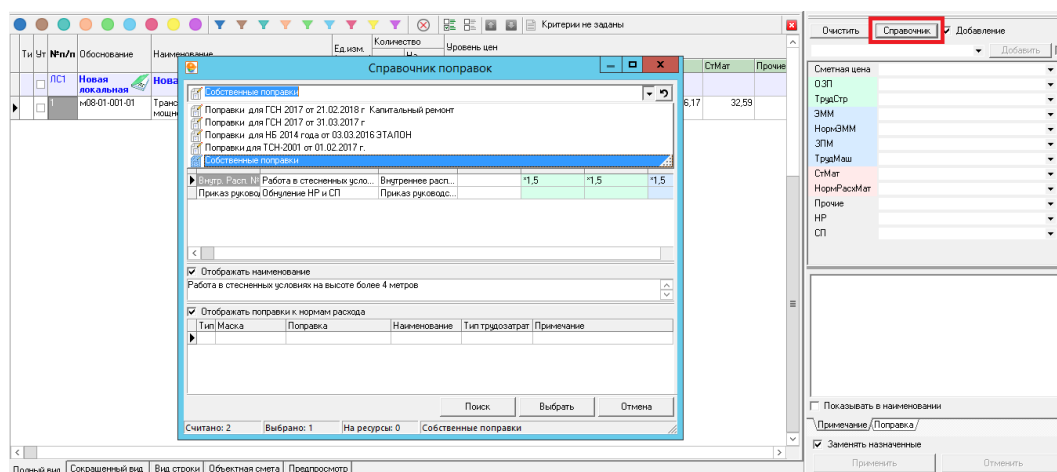 Критерии не заданы
Очистить Справочник Добавление
Добавить
Ти Ут №п/п Обоснование Наименование Ед.изм. Количество Уровень цен
СтМат Прочие
ЛС1 Новая локальная Нова
1 м08-01-001-01 Транс мощн 6,17 32,59
Справочник поправок
Собственные поправки
Поправки для ГСН 2017 от 21.02.2018 г Капитальный ремонт
Поправки для ГСН 2017 от 31.03.2017 г
Поправки для НБ 2014 года от 03.03.2016 ЭТАЛОН
Поправки для ТСН-2001 от 01.02.2017 г.
Собственные поправки
Внутр. Расп. № Работа в стесненных усло... Внутреннее расп... *1,5 *1,5 *1,5
Приказ руковод Обнуление НР и СП Приказ руководс...
Отображать наименование
Работа в стесненных условиях на высоте более 4 метров
Отображать поправки к нормам расхода
Тип Маска Поправка Наименование Тип трудозатрат Примечание
Поиск Выбрать Отмена
Считано: 2 Выбрано: 1 На ресурсы: 0 Собственные поправки
Сметная цена
ОЗП
ТрудСтр
ЭММ
НормЭММ
ЗПМ
ТрудМаш
СтМат
НормРасхМат
Прочие
НР
СП
Показывать в наименовании
Примечание Поправка
Заменять назначенные
Применить Отменить
Полный вид Сокращенный вид Вид строки Объектная смета Предпросмотр